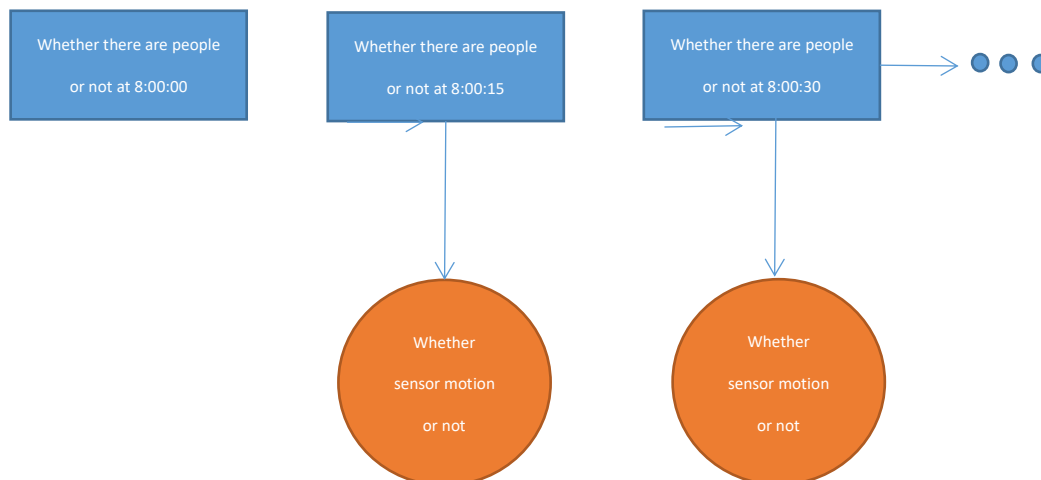 Whether there are people
or not at 8:00:00
Whether there are people
or not at 8:00:15
Whether there are people
or not at 8:00:30
Whether
sensor motion
or not
Whether
sensor motion
or not